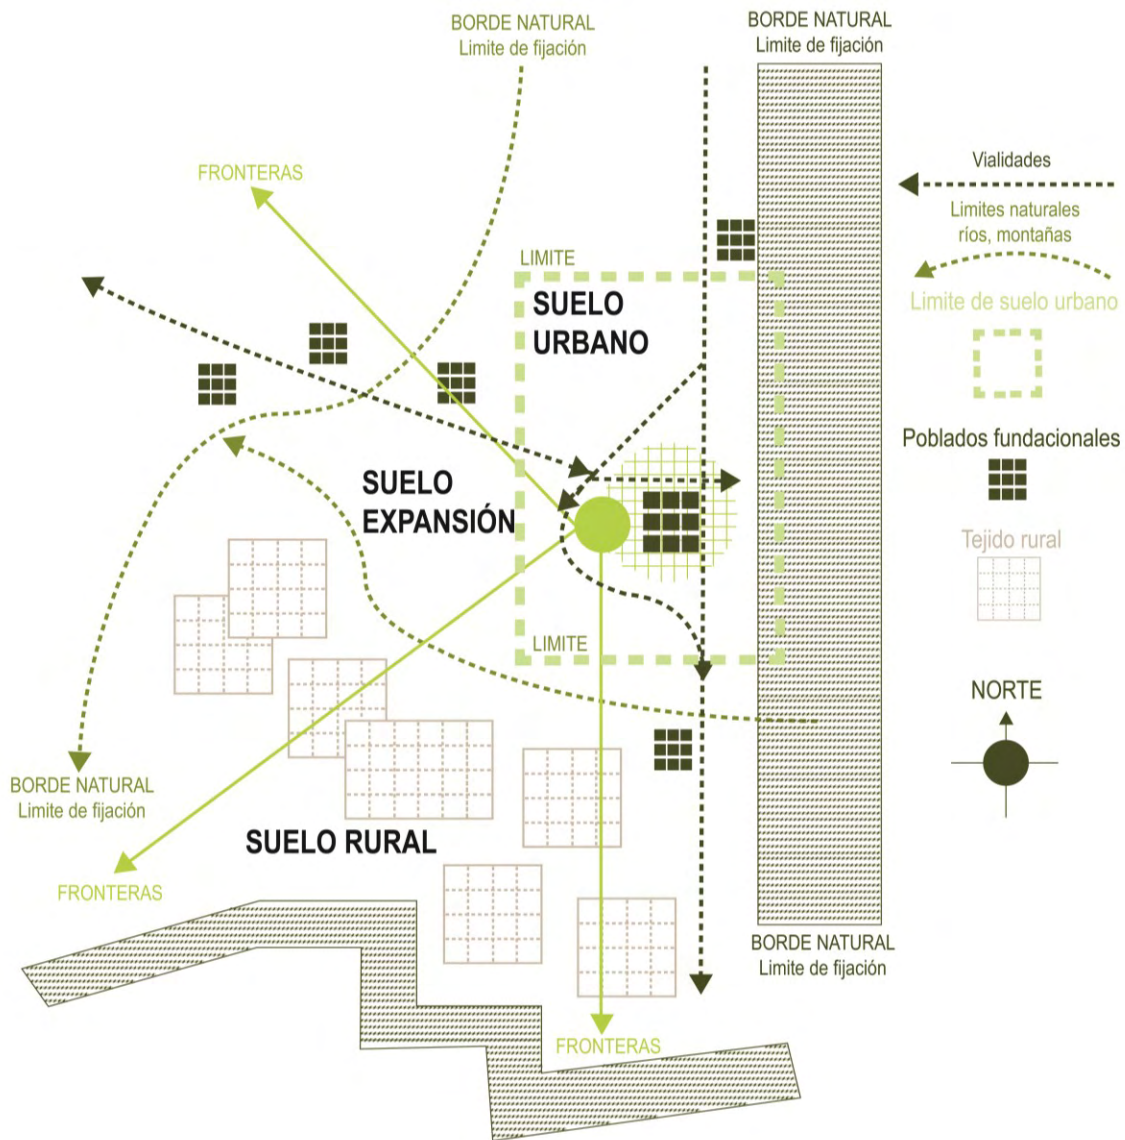 BORDE NATURAL
Limite de fijación
BORDE NATURAL
Limite de fijación
FRONTERAS
Vialidades
Limites naturales
ríos, montañas
LIMITE
SUELO
URBANO
Limite de suelo urbano
Poblados fundacionales
SUELO
EXPANSIÓN
Tejido rural
LIMITE
NORTE
BORDE NATURAL
Limite de fijación
SUELO RURAL
FRONTERAS
BORDE NATURAL
Limite de fijación
FRONTERAS